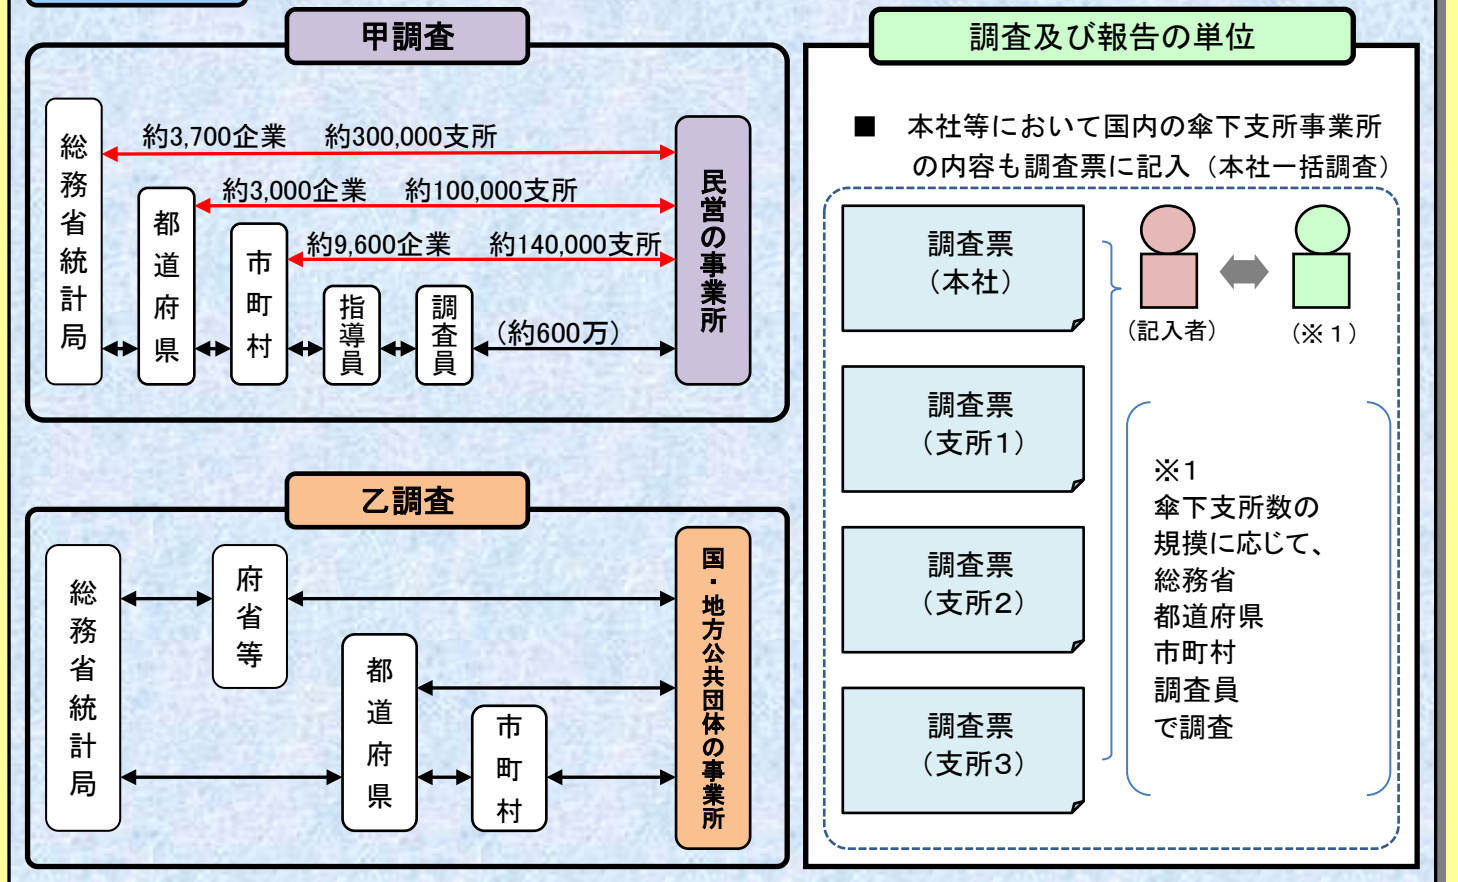 甲調査
総務省統計局
約3,700企業　約300,000支所
都道府県
約3,000企業　約100,000支所
市町村
約9,600企業　約140,000支所
指導員
調査員
(約600万)
民営の事業所
乙調査
総務省統計局
府省等
都道府県
市町村
国・地方公共団体の事業所
調査及び報告の単位
■　本社等において国内の傘下支所事業所
の内容も調査票に記入（本社一括調査）
調査票
（本社）
調査票
（支所１）
調査票
（支所２）
調査票
（支所３）
（記入者）
（※１）
※１
傘下支所数の
規模に応じて、
総務省
都道府県
市町村
調査員
で調査